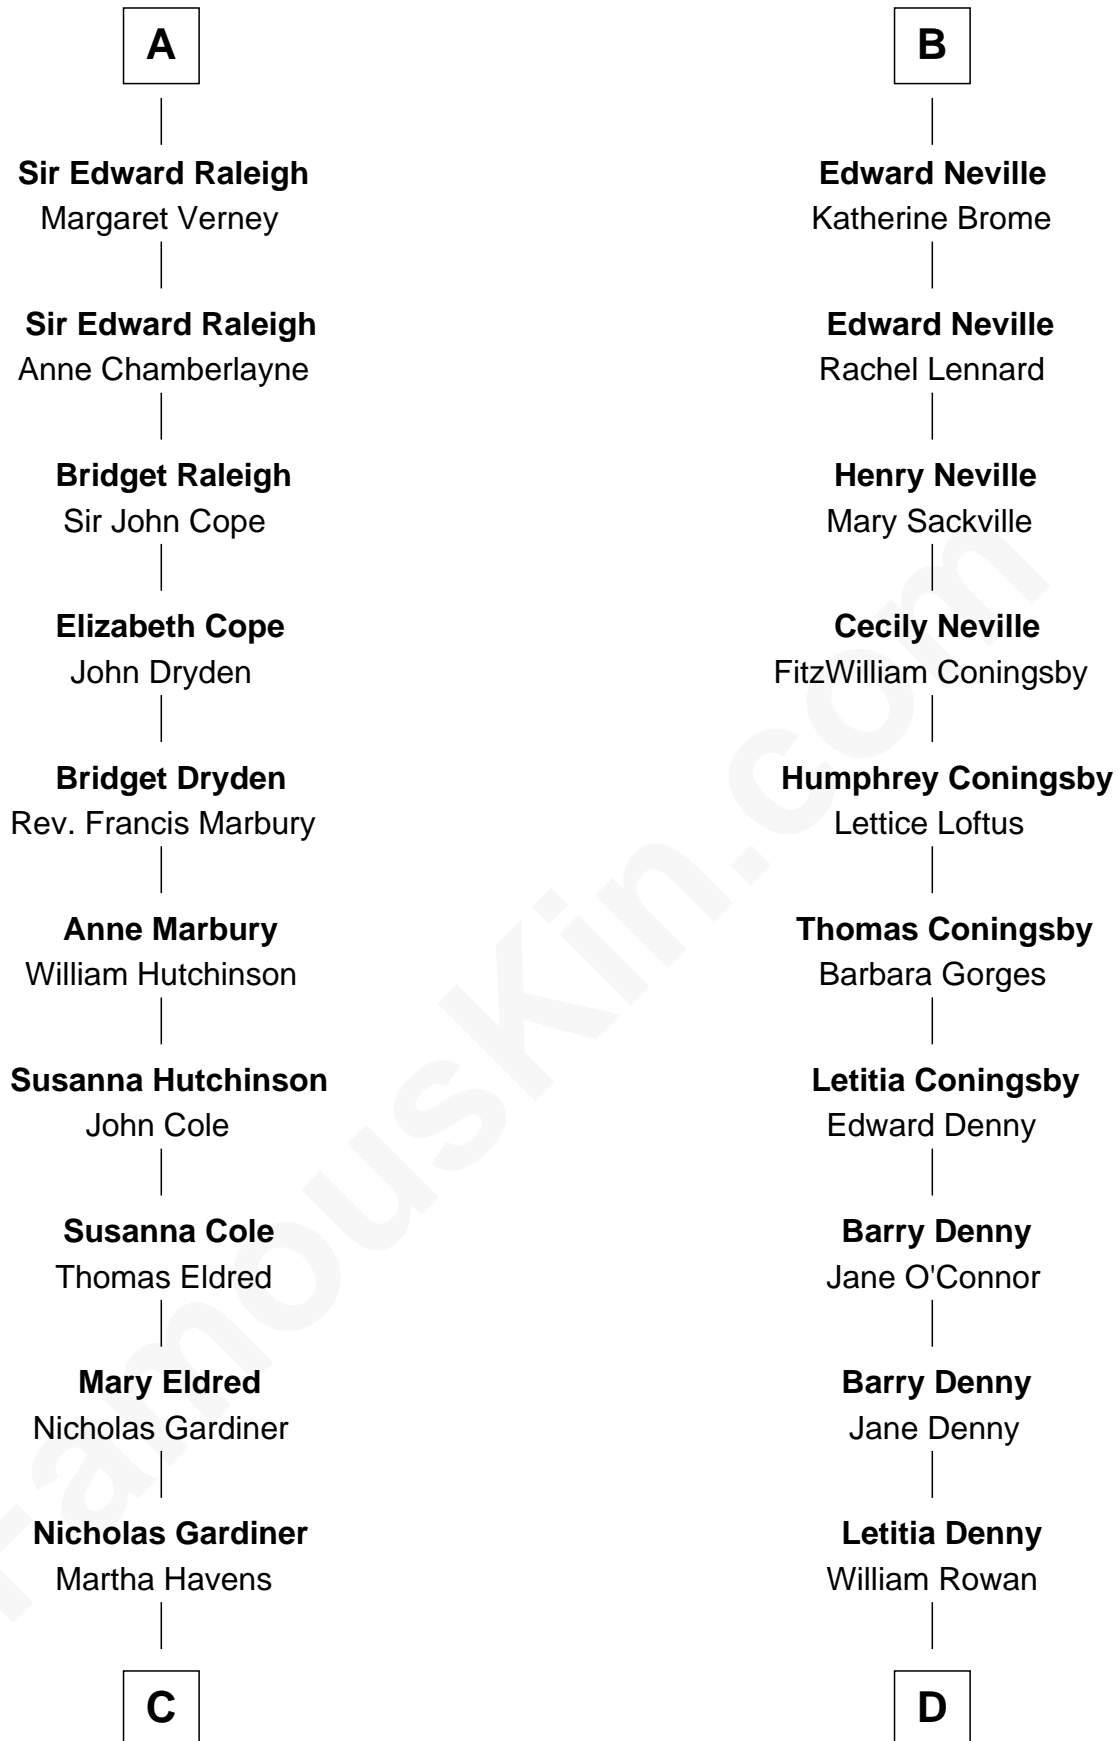 A
Sir Edward Raleigh
Margaret Verney
Sir Edward Raleigh
Anne Chamberlayne
Bridget Raleigh
Sir John Cope
Elizabeth Cope
John Dryden
Bridget Dryden
Rev. Francis Marbury
Anne Marbury
William Hutchinson
Susanna Hutchinson
John Cole
Susanna Cole
Thomas Eldred
Mary Eldred
Nicholas Gardiner
Nicholas Gardiner
Martha Havens
C
B
Edward Neville
Katherine Brome
Edward Neville
Rachel Lennard
Henry Neville
Mary Sackville
Cecily Neville
FitzWilliam Coningsby
Humphrey Coningsby
Lettice Loftus
Thomas Coningsby
Barbara Gorges
Letitia Coningsby
Edward Denny
Barry Denny
Jane O'Connor
Barry Denny
Jane Denny
Letitia Denny
William Rowan
D
FamousKin.com